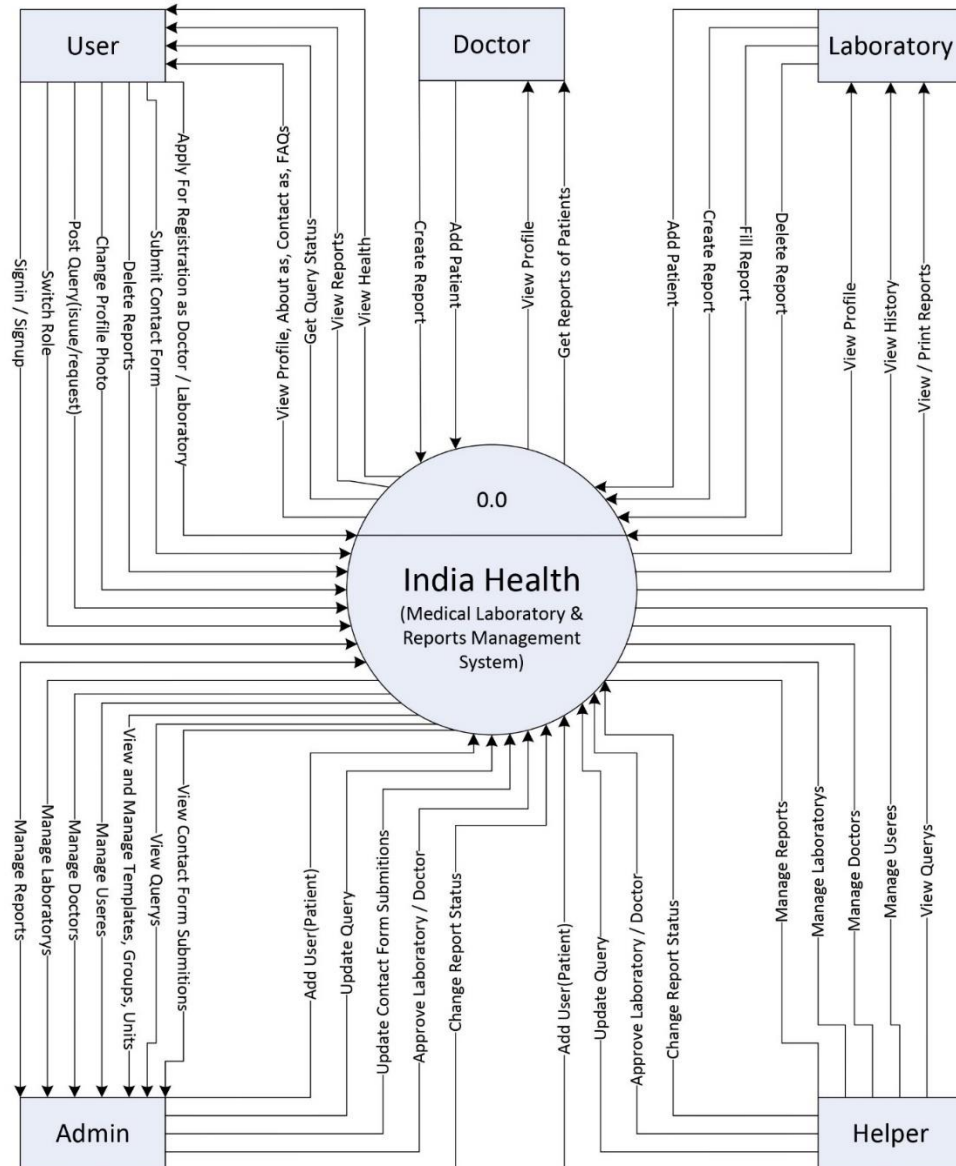 User
Doctor
Laboratory
Signin / Signup
Switch Role
Post Query(isuue/request)
Change Profile Photo
Delete Reports
Submit Contact Form
Apply For Registration as Doctor / Laboratory
View Profile, About as, Contact as, FAQs
Get Query Status
View Reports
View Health
Create Report
Add Patient
View Profile
Get Reports of Patients
Add Patient
Create Report
Fill Report
Delete Report
View Profile
View History
View / Print Reports
0.0
India Health
(Medical Laboratory &
Reports Management
System)
Manage Reports
Manage Laboratorys
Manage Doctors
Manage Useres
View and Manage Templates, Groups, Units
View Querys
View Contact Form Submitions
Add User(Patient)
Update Query
Update Contact Form Submitions
Approve Laboratory / Doctor
Change Report Status
Add User(Patient)
Update Query
Approve Laboratory / Doctor
Change Report Status
Manage Reports
Manage Laboratorys
Manage Doctors
Manage Useres
View Querys
Admin
Helper